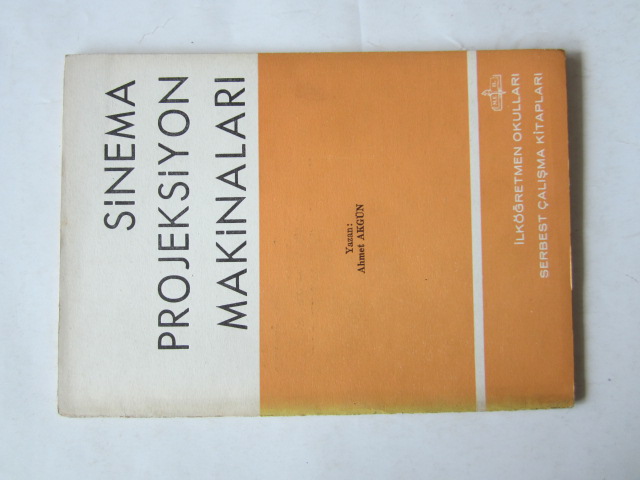 SİNEMA
PROJEKSİYON
MAKİNALARI
Yazan:
Ahmet AKGÜN
İLKÖĞRETMEN OKULLARI
SERBEST ÇALIŞMA KİTAPLARI